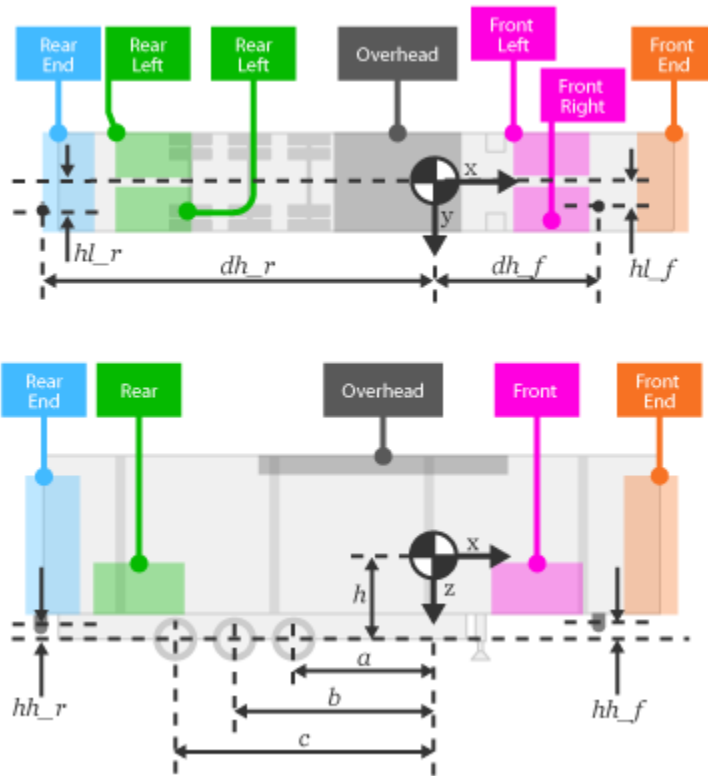 Rear
End
Rear
Left
Rear
Left
Overhead
Front
Left
Front
Right
Front
End
x
y
hl_r
dh_r
dh_f
hl_f
Rear
End
Rear
Overhead
Front
Front
End
x
h
z
a
hh_r
b
hh_f
c